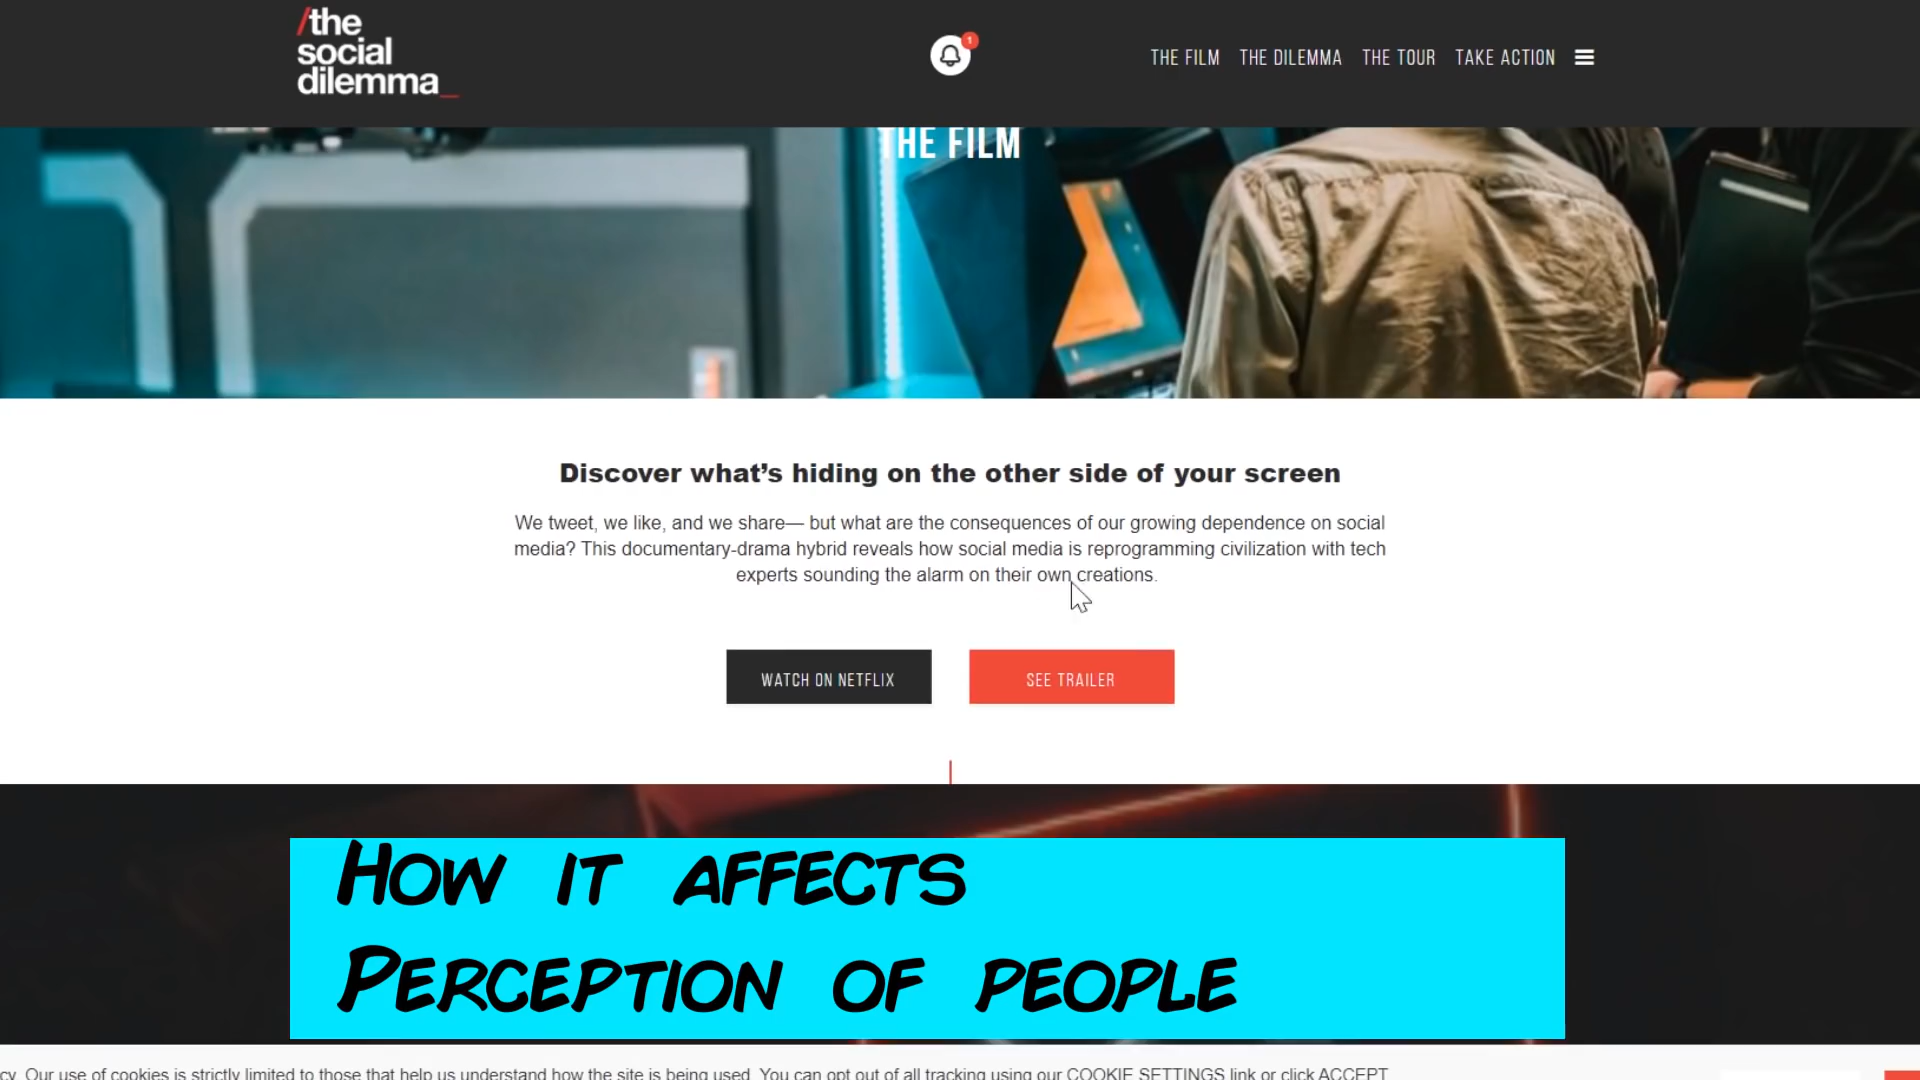 /the
social
dilemma_
1
THE FILM THE DILEMMA THE TOUR TAKE ACTION
THE FILM
Discover what’s hiding on the other side of your screen
We tweet, we like, and we share— but what are the consequences of our growing dependence on social
media? This documentary-drama hybrid reveals how social media is reprogramming civilization with tech
experts sounding the alarm on their own creations.
WATCH ON NETFLIX SEE TRAILER
HOW IT AFFECTS
PERCEPTION OF PEOPLE
cy. Our use of cookies is strictly limited to those that help us understand how the site is being used. You can opt out of all tracking using our COOKIE SETTINGS link or click ACCEPT